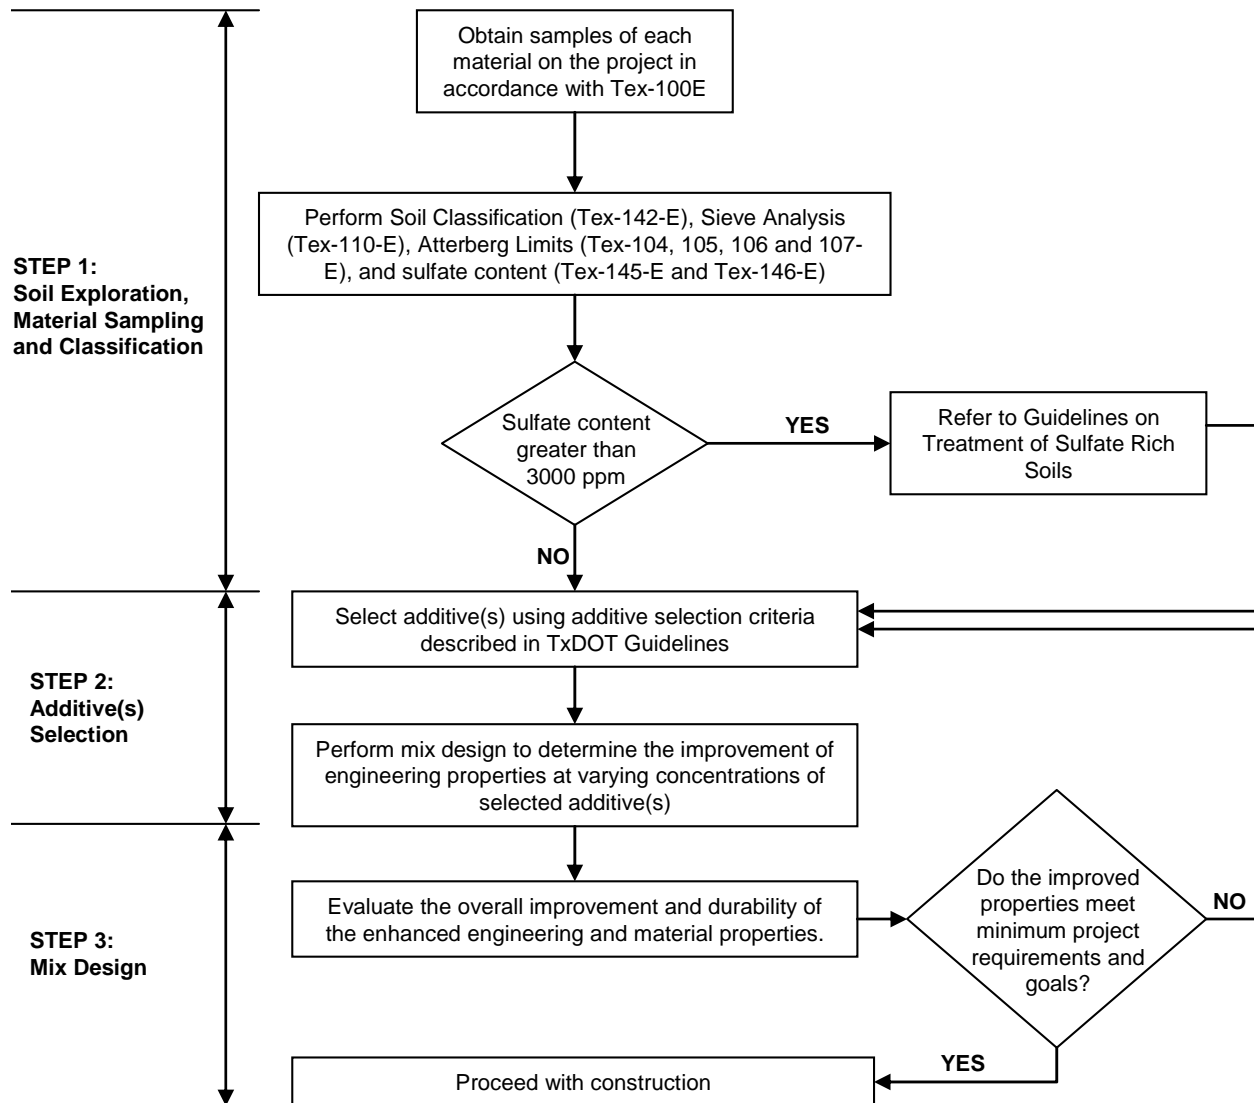 Obtain samples of each
material on the project in
accordance with Tex-100E
Perform Soil Classification (Tex-142-E), Sieve Analysis
(Tex-110-E), Atterberg Limits (Tex-104, 105, 106 and 107-
E), and sulfate content (Tex-145-E and Tex-146-E)
STEP 1:
Soil Exploration,
Material Sampling
and Classification
Sulfate content
greater than
3000 ppm
YES
Refer to Guidelines on
Treatment of Sulfate Rich
Soils
NO
Select additive(s) using additive selection criteria
described in TxDOT Guidelines
STEP 2:
Additive(s)
Selection
Perform mix design to determine the improvement of
engineering properties at varying concentrations of
selected additive(s)
STEP 3:
Mix Design
Evaluate the overall improvement and durability of
the enhanced engineering and material properties.
Do the improved
properties meet
minimum project
requirements and
goals?
NO
YES
Proceed with construction